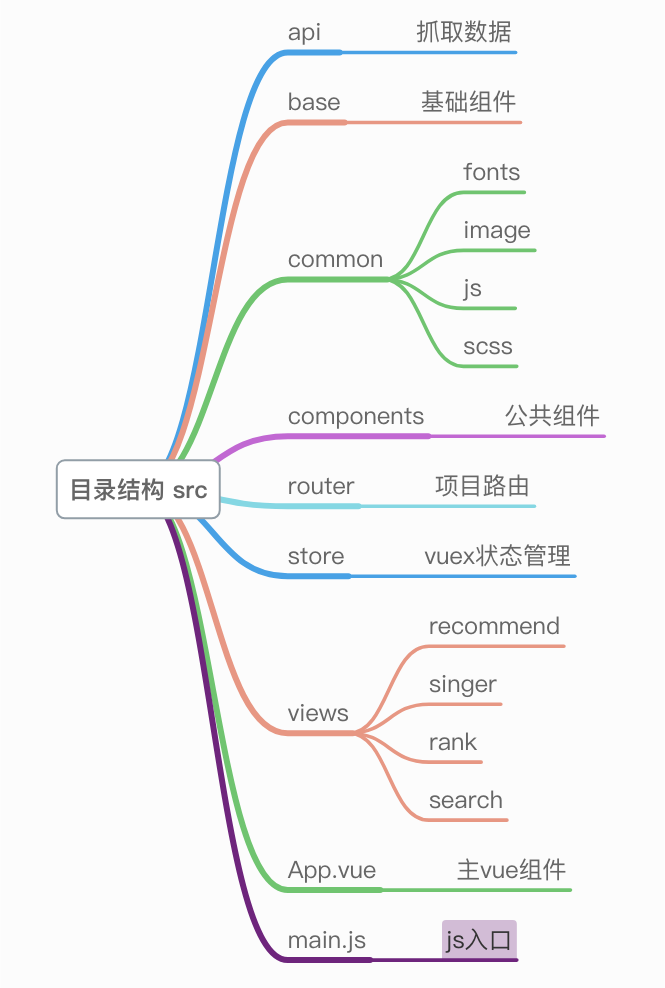 api 抓取数据
base 基础组件
fonts
image
common
js
scss
components 公共组件
目录结构 src
router 项目路由
store vuex状态管理
recommend
singer
views
rank
search
App.vue 主vue组件
main.js js入口